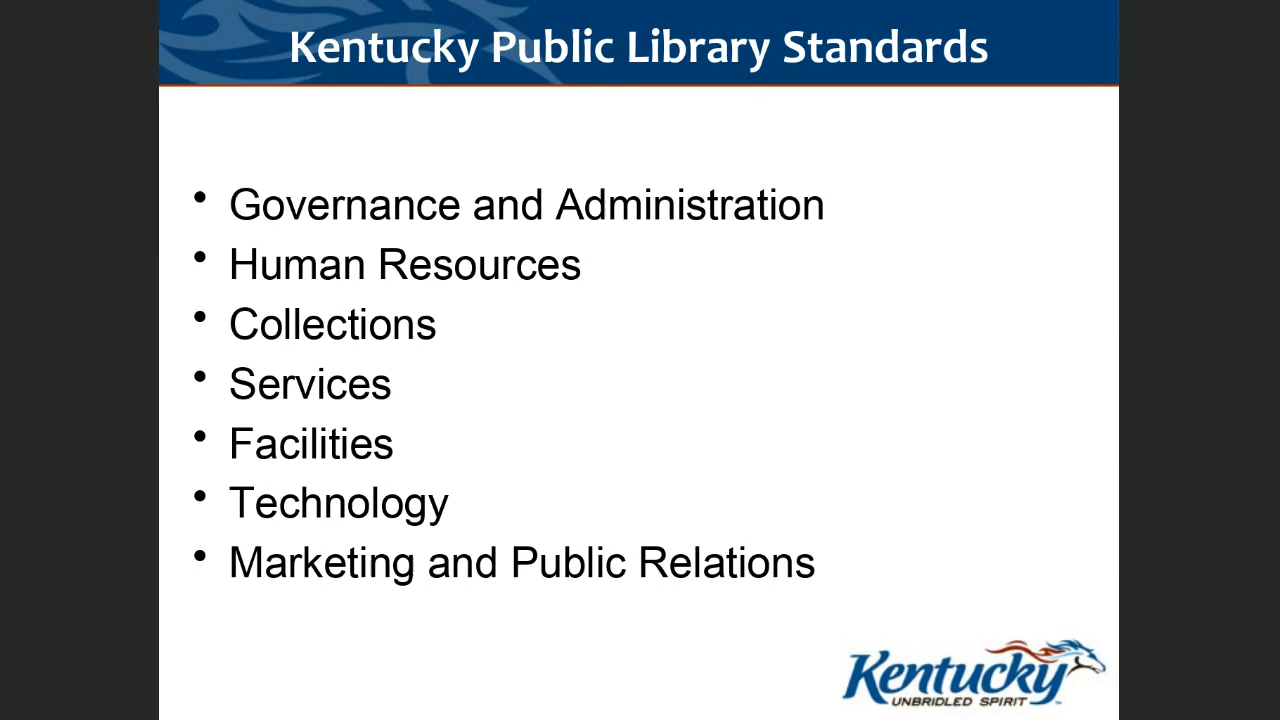 Kentucky Public Library Standards
• Governance and Administration
• Human Resources
• Collections
• Services
• Facilities
• Technology
• Marketing and Public Relations
Kentucky
UNBRIDLED SPIRIT™